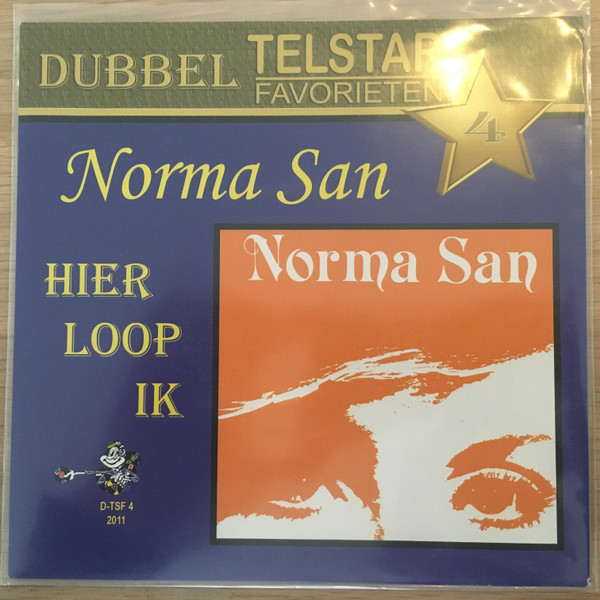 DUBBEL TELSTAR
FAVORIETEN
4
Norma San
HIER
LOOP
IK
Norma San
D-TSF 4
2011